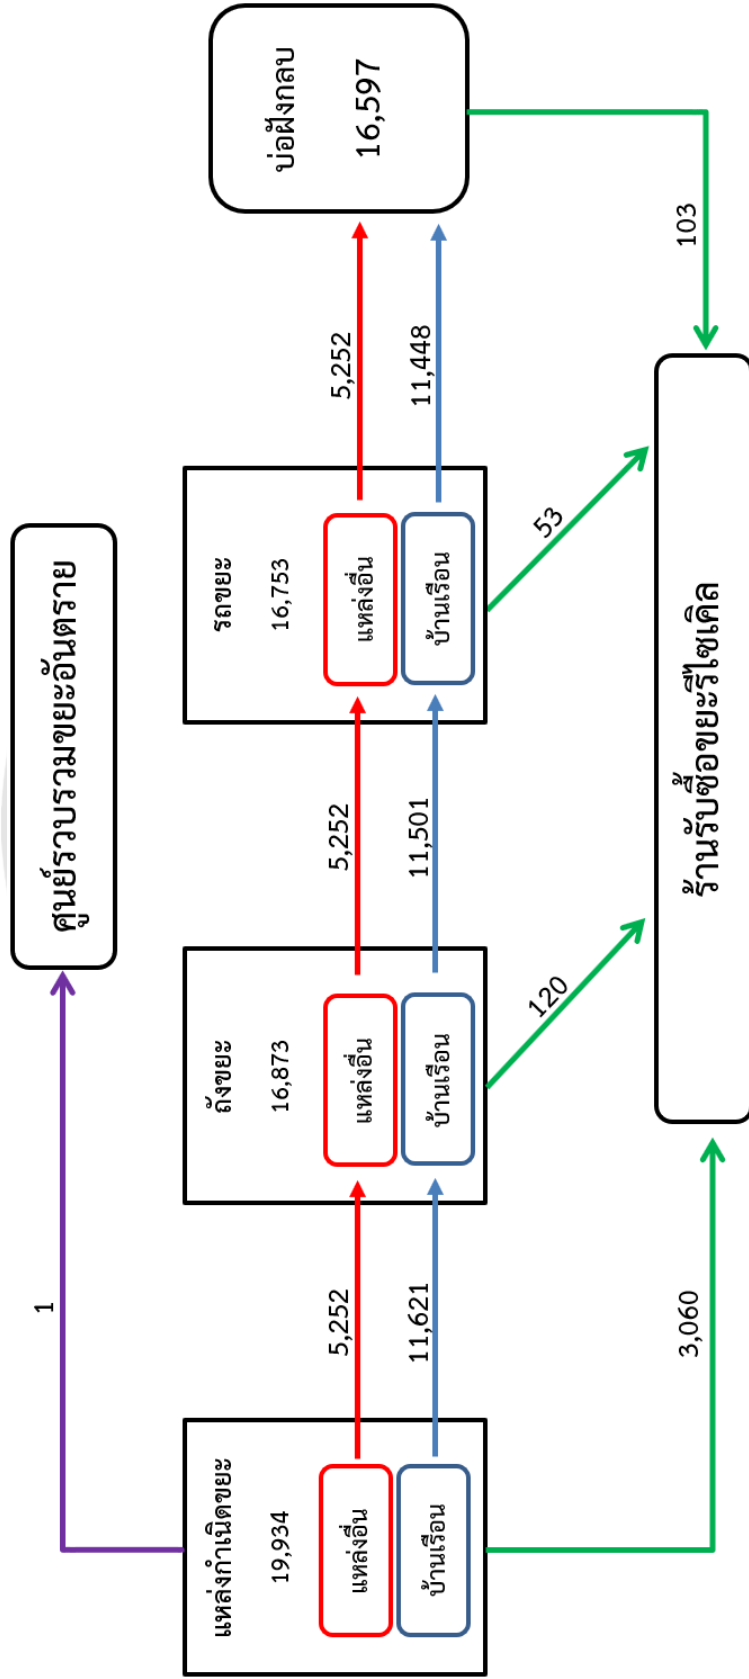 ศูนย์รวบรวมขยะอันตราย
1
แหล่งกำเนิดขยะ
19,934
แหล่งอื่น
บ้านเรือน
5,252
11,621
ถังขยะ
16,873
แหล่งอื่น
บ้านเรือน
5,252
11,501
รถขยะ
16,753
แหล่งอื่น
บ้านเรือน
5,252
11,448
บ่อฝังกลบ
16,597
3,060
120
53
103
ร้านรับซื้อขยะรีไซเคิล